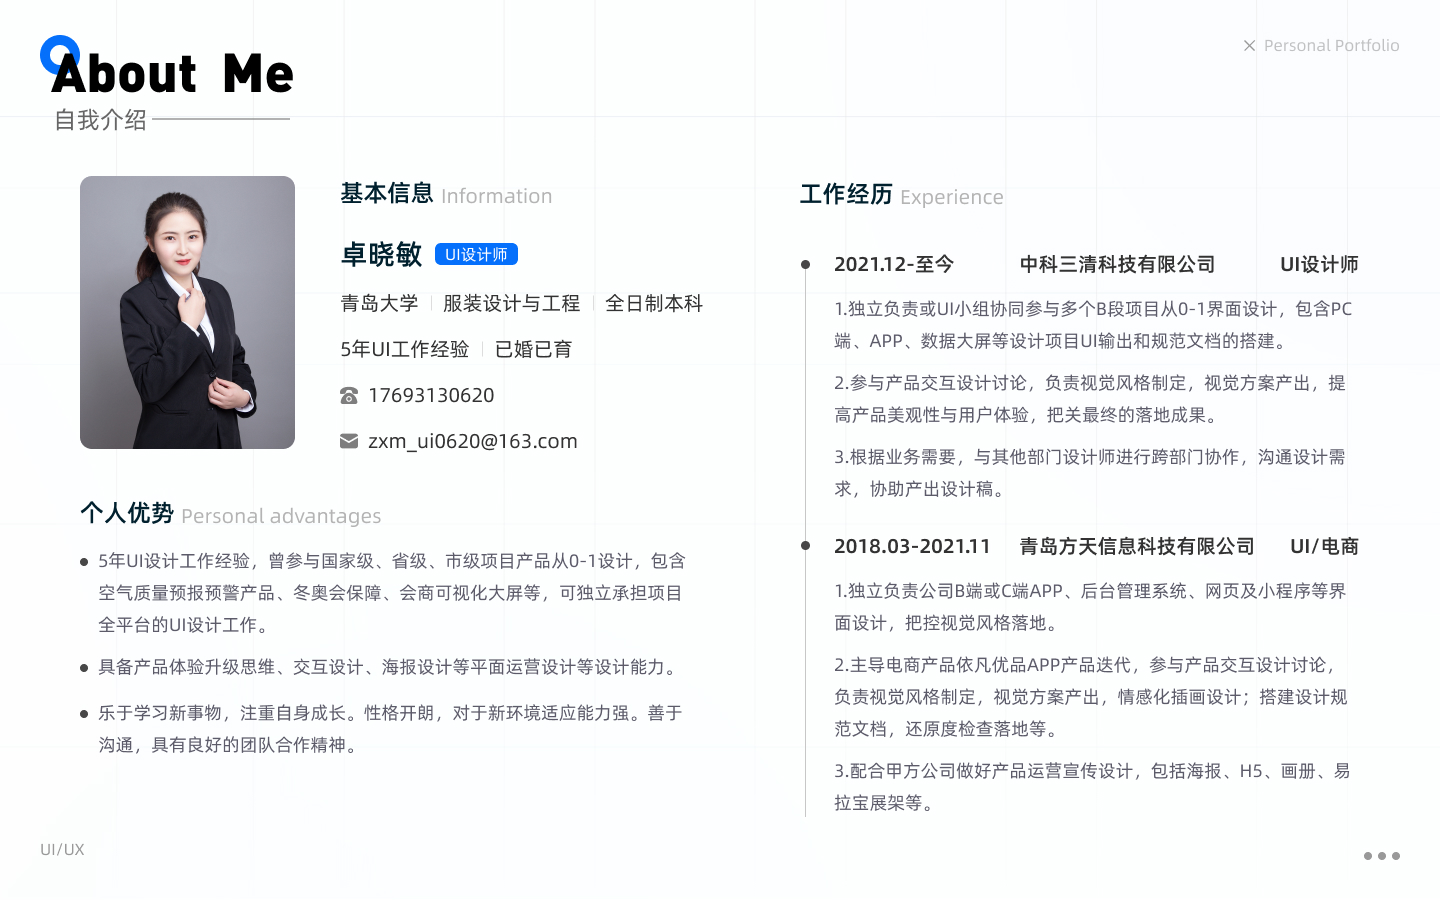 About Me
自我介绍
Personal Portfolio
基本信息 Information
卓晓敏 UI设计师
青岛大学 服装设计与工程 全日制本科
5年UI工作经验 已婚已育
17693130620
zxm_ui0620@163.com
个人优势 Personal advantages
5年UI设计工作经验，曾参与国家级、省级、市级项目产品从0-1设计，包含
空气质量预报预警产品、冬奥会保障、会商可视化大屏等，可独立承担项目
全平台的UI设计工作。
具备产品体验升级思维、交互设计、海报设计等平面运营设计等设计能力。
乐于学习新事物，注重自身成长。性格开朗，对于新环境适应能力强。善于
沟通，具有良好的团队合作精神。
工作经历 Experience
2021.12-至今 中科三清科技有限公司 UI设计师
1.独立负责或UI小组协同参与多个B段项目从0-1界面设计，包含PC
端、APP、数据大屏等设计项目UI输出和规范文档的搭建。
2.参与产品交互设计讨论，负责视觉风格制定，视觉方案产出，提
高产品美观性与用户体验，把关最终的落地成果。
3.根据业务需要，与其他部门设计师进行跨部门协作，沟通设计需
求，协助产出设计稿。
2018.03-2021.11 青岛方天信息科技有限公司 UI/电商
1.独立负责公司B端或C端APP、后台管理系统、网页及小程序等界
面设计，把控视觉风格落地。
2.主导电商产品依凡优品APP产品迭代，参与产品交互设计讨论，
负责视觉风格制定，视觉方案产出，情感化插画设计；搭建设计规
范文档，还原度检查落地等。
3.配合甲方公司做好产品运营宣传设计，包括海报、H5、画册、易
拉宝展架等。
UI/UX